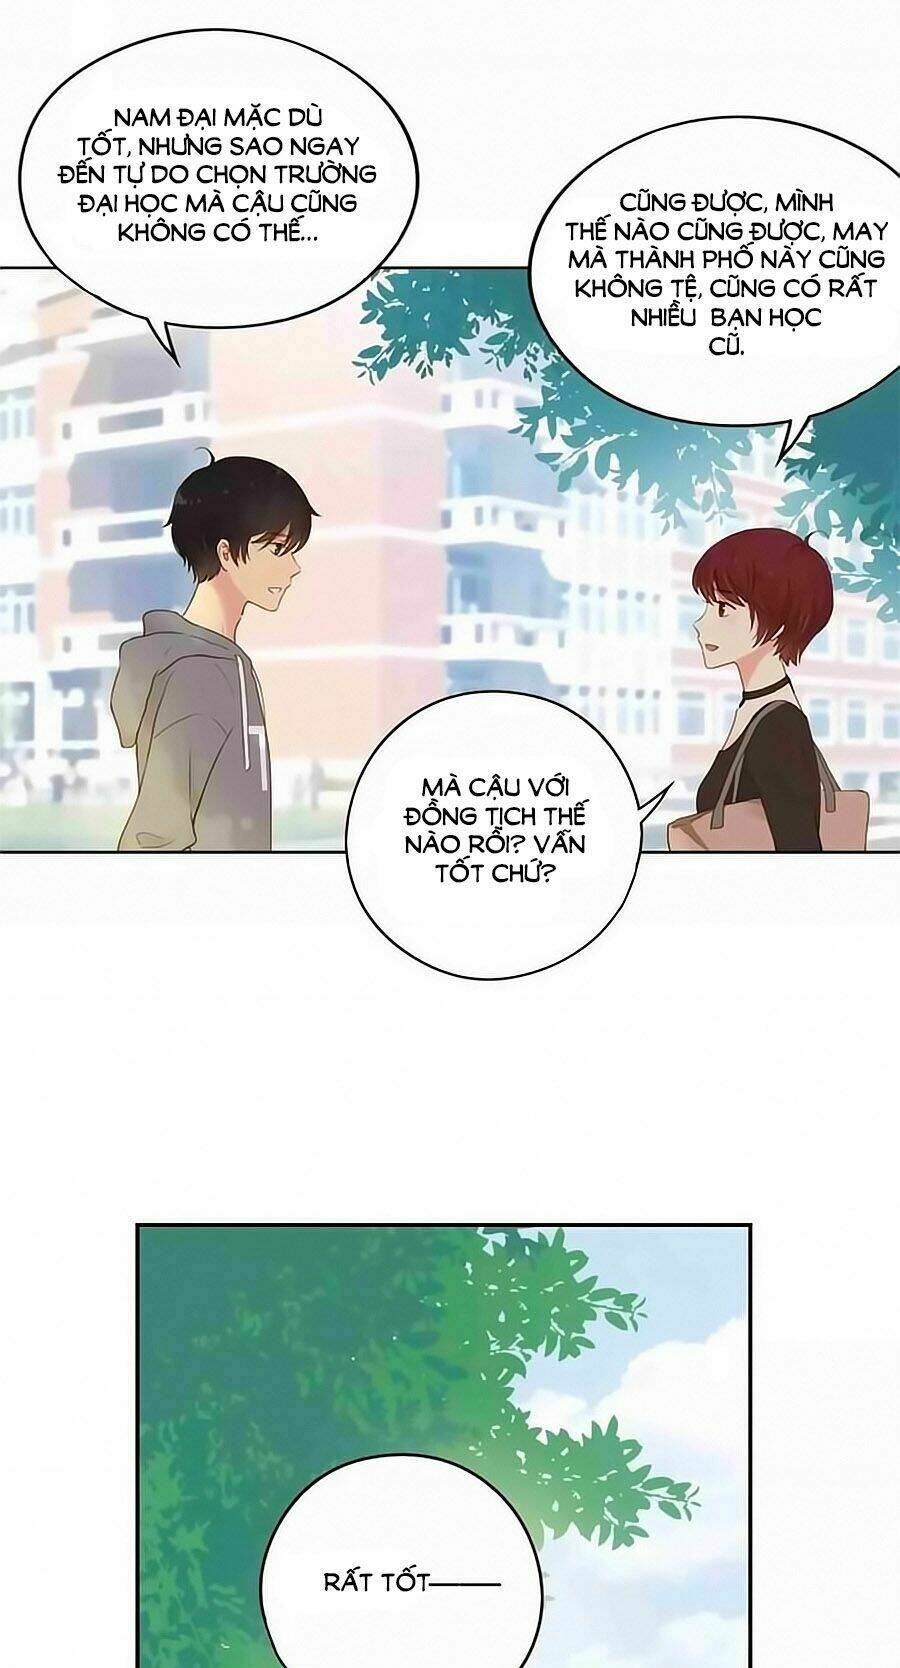 NAM ĐẠI MẶC DÙ
TỐT, NHƯNG SAO NGAY
ĐẾN TỰ DO CHỌN TRƯỜNG
ĐẠI HỌC MÀ CẬU CŨNG
KHÔNG CÓ THẾ...
CŨNG ĐƯỢC, MÌNH
THẾ NÀO CŨNG ĐƯỢC, MAY
MÀ THÀNH PHỐ NÀY CŨNG
KHÔNG TỆ, CŨNG CÓ RẤT
NHIỀU BẠN HỌC
CŨ.
MÀ CẬU VỚI
ĐỒNG TỊCH THẾ
NÀO RỒI? VẪN
TỐT CHỨ?
RẤT TỐT——